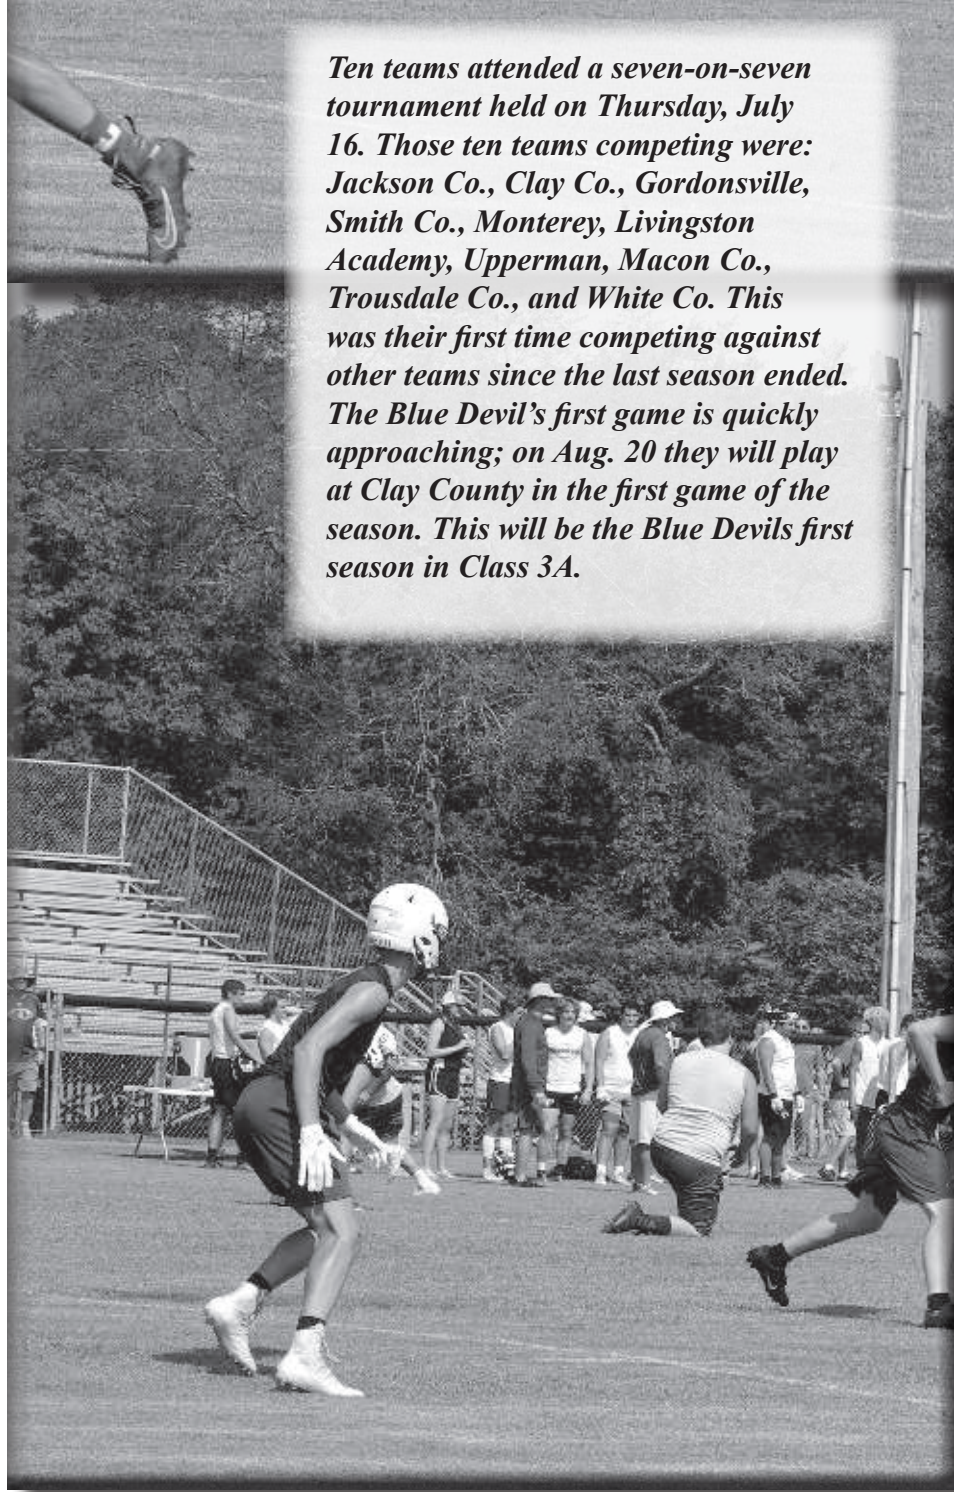 Ten teams attended a seven-on-seven
tournament held on Thursday, July
16. Those ten teams competing were:
Jackson Co., Clay Co., Gordonsville,
Smith Co., Monterey, Livingston
Academy, Upperman, Macon Co.,
Trousdale Co., and White Co. This
was their first time competing against
other teams since the last season ended.
The Blue Devil’s first game is quickly
approaching; on Aug. 20 they will play
at Clay County in the first game of the
season. This will be the Blue Devils first
season in Class 3A.